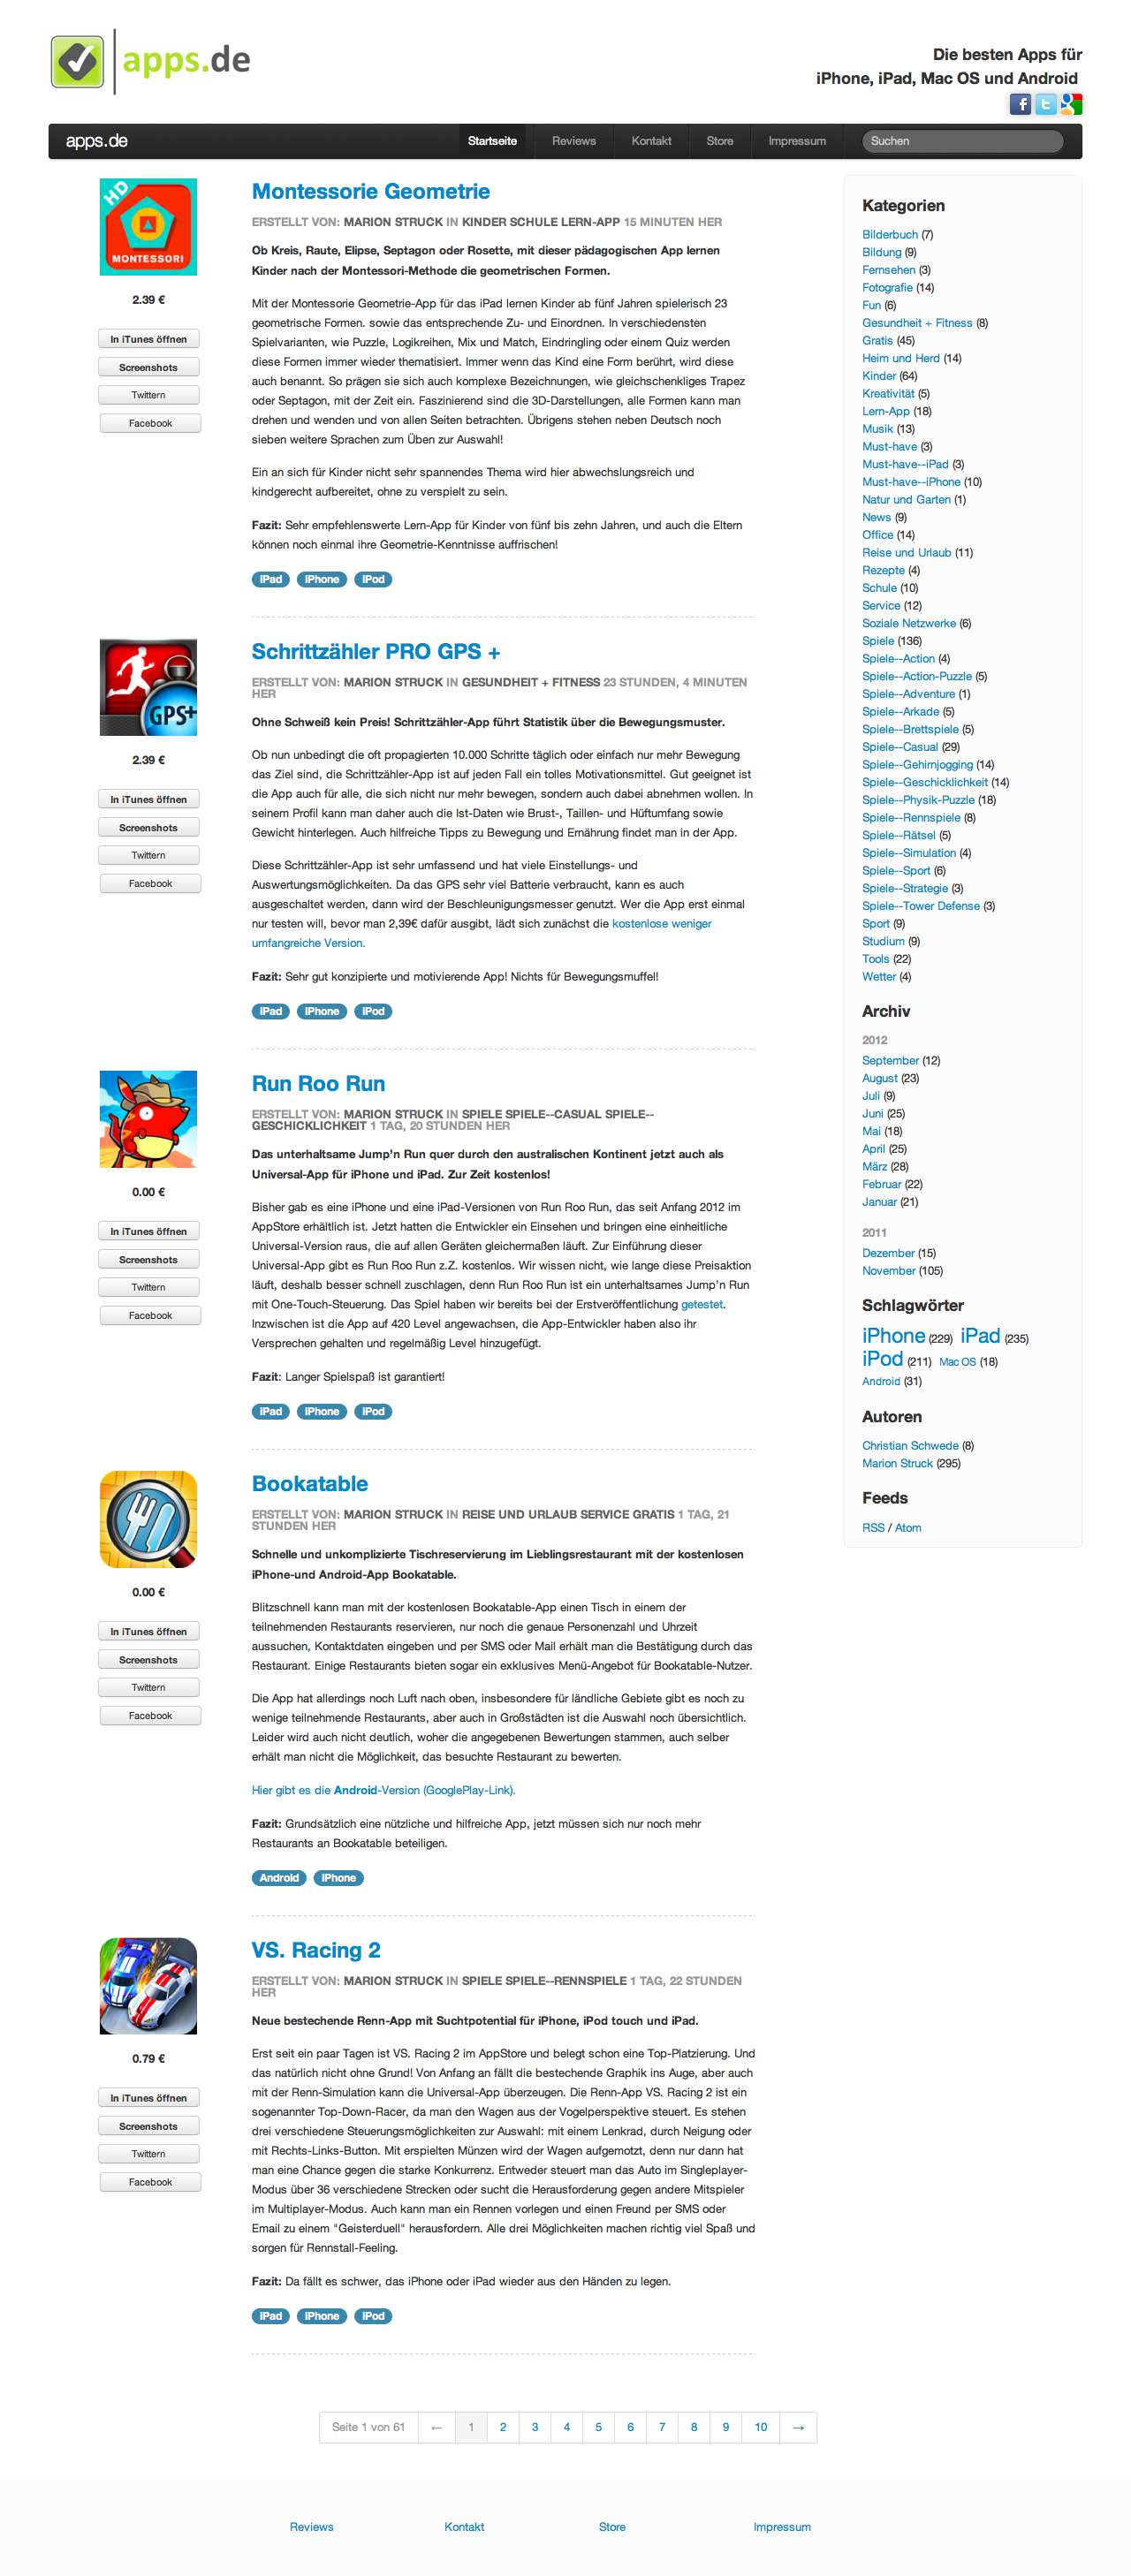 apps.de
Die besten Apps für
iPhone, iPad, Mac OS und Android
apps.de
Startseite
Reviews
Kontakt
Store
Impressum
Suchen
HD
MONTESSORI
2.39 €
In iTunes öffnen
Screenshots
Twittern
Facebook
Montessorie Geometrie
ERSTELLT VON: MARION STRUCK IN KINDER SCHULE LERN-APP 15 MINUTEN HER
Ob Kreis, Raute, Elipse, Septagon oder Rosette, mit dieser pädagogischen App lernen
Kinder nach der Montessori-Methode die geometrischen Formen.
Mit der Montessorie Geometrie-App für das iPad lernen Kinder ab fünf Jahren spielerisch 23
geometrische Formen. sowie das entsprechende Zu- und Einordnen. In verschiedensten
Spielvarianten, wie Puzzle, Logikreihen, Mix und Match, Eindringling oder einem Quiz werden
diese Formen immer wieder thematisiert. Immer wenn das Kind eine Form berührt, wird diese
auch benannt. So prägen sie sich auch komplexe Bezeichnungen, wie gleichschenkliges Trapez
oder Septagon, mit der Zeit ein. Faszinierend sind die 3D-Darstellungen, alle Formen kann man
drehen und wenden und von allen Seiten betrachten. Übrigens stehen neben Deutsch noch
sieben weitere Sprachen zum Üben zur Auswahl!
Ein an sich für Kinder nicht sehr spannendes Thema wird hier abwechslungsreich und
kindgerecht aufbereitet, ohne zu verspielt zu sein.
Fazit: Sehr empfehlenswerte Lern-App für Kinder von fünf bis zehn Jahren, und auch die Eltern
können noch einmal ihre Geometrie-Kenntnisse auffrischen!
iPad iPhone iPod
GPS+
2.39 €
In iTunes öffnen
Screenshots
Twittern
Facebook
Schrittzähler PRO GPS +
ERSTELLT VON: MARION STRUCK IN GESUNDHEIT + FITNESS 23 STUNDEN, 4 MINUTEN
HER
Ohne Schweiß kein Preis! Schrittzähler-App führt Statistik über die Bewegungsmuster.
Ob nun unbedingt die oft propagierten 10.000 Schritte täglich oder einfach nur mehr Bewegung
das Ziel sind, die Schrittzähler-App ist auf jeden Fall ein tolles Motivationsmittel. Gut geeignet ist
die App auch für alle, die sich nicht nur mehr bewegen, sondern auch dabei abnehmen wollen. In
seinem Profil kann man daher auch die Ist-Daten wie Brust-, Taillen- und Hüftumfang sowie
Gewicht hinterlegen. Auch hilfreiche Tipps zu Bewegung und Ernährung findet man in der App.
Diese Schrittzähler-App ist sehr umfassend und hat viele Einstellungs- und
Auswertungsmöglichkeiten. Da das GPS sehr viel Batterie verbraucht, kann es auch
ausgeschaltet werden, dann wird der Beschleunigungsmesser genutzt. Wer die App erst einmal
nur testen will, bevor man 2,39€ dafür ausgibt, lädt sich zunächst die kostenlose weniger
umfangreiche Version.
Fazit: Sehr gut konzipierte und motivierende App! Nichts für Bewegungsmuffel!
iPad iPhone iPod
0.00 €
In iTunes öffnen
Screenshots
Twittern
Facebook
Run Roo Run
ERSTELLT VON: MARION STRUCK IN SPIELE SPIELE--CASUAL SPIELE--
GESCHICKLICHKEIT 1 TAG, 20 STUNDEN HER
Das unterhaltsame Jump'n Run quer durch den australischen Kontinent jetzt auch als
Universal-App für iPhone und iPad. Zur Zeit kostenlos!
Bisher gab es eine iPhone und eine iPad-Versionen von Run Roo Run, das seit Anfang 2012 im
AppStore erhältlich ist. Jetzt hatten die Entwickler ein Einsehen und bringen eine einheitliche
Universal-Version raus, die auf allen Geräten gleichermaßen läuft. Zur Einführung dieser
Universal-App gibt es Run Roo Run z.Z. kostenlos. Wir wissen nicht, wie lange diese Preisaktion
läuft, deshalb besser schnell zuschlagen, denn Run Roo Run ist ein unterhaltsames Jump'n Run
mit One-Touch-Steuerung. Das Spiel haben wir bereits bei der Erstveröffentlichung getestet.
Inzwischen ist die App auf 420 Level angewachsen, die App-Entwickler haben also ihr
Versprechen gehalten und regelmäßig Level hinzugefügt.
Fazit: Langer Spielspaß ist garantiert!
iPad iPhone iPod
0.00 €
In iTunes öffnen
Screenshots
Twittern
Facebook
Bookatable
ERSTELLT VON: MARION STRUCK IN REISE UND URLAUB SERVICE GRATIS 1 TAG, 21
STUNDEN HER
Schnelle und unkomplizierte Tischreservierung im Lieblingsrestaurant mit der kostenlosen
iPhone-und Android-App Bookatable.
Blitzschnell kann man mit der kostenlosen Bookatable-App einen Tisch in einem der
teilnehmenden Restaurants reservieren, nur noch die genaue Personenzahl und Uhrzeit
aussuchen, Kontaktdaten eingeben und per SMS oder Mail erhält man die Bestätigung durch das
Restaurant. Einige Restaurants bieten sogar ein exklusives Menü-Angebot für Bookatable-Nutzer.
Die App hat allerdings noch Luft nach oben, insbesondere für ländliche Gebiete gibt es noch zu
wenige teilnehmende Restaurants, aber auch in Großstädten ist die Auswahl noch übersichtlich.
Leider wird auch nicht deutlich, woher die angegebenen Bewertungen stammen, auch selber
erhält man nicht die Möglichkeit, das besuchte Restaurant zu bewerten.
Hier gibt es die Android-Version (GooglePlay-Link).
Fazit: Grundsätzlich eine nützliche und hilfreiche App, jetzt müssen sich nur noch mehr
Restaurants an Bookatable beteiligen.
Android iPhone
0.79 €
In iTunes öffnen
Screenshots
Twittern
Facebook
VS. Racing 2
ERSTELLT VON: MARION STRUCK IN SPIELE SPIELE--RENNSPIELE 1 TAG, 22 STUNDEN
HER
Neue bestechende Renn-App mit Suchtpotential für iPhone, iPod touch und iPad.
Erst seit ein paar Tagen ist VS. Racing 2 im AppStore und belegt schon eine Top-Platzierung. Und
das natürlich nicht ohne Grund! Von Anfang an fällt die bestechende Graphik ins Auge, aber auch
mit der Renn-Simulation kann die Universal-App überzeugen. Die Renn-App VS. Racing 2 ist ein
sogenannter Top-Down-Racer, da man den Wagen aus der Vogelperspektive steuert. Es stehen
drei verschiedene Steuerungsmöglichkeiten zur Auswahl: mit einem Lenkrad, durch Neigung oder
mit Rechts-Links-Button. Mit erspielten Münzen wird der Wagen aufgemotzt, denn nur dann hat
man eine Chance gegen die starke Konkurrenz. Entweder steuert man das Auto im Singleplayer-
Modus über 36 verschiedene Strecken oder sucht die Herausforderung gegen andere Mitspieler
im Multiplayer-Modus. Auch kann man ein Rennen vorlegen und einen Freund per SMS oder
Email zu einem "Geisterduell" herausfordern. Alle drei Möglichkeiten machen richtig viel Spaß und
sorgen für Rennstall-Feeling.
Fazit: Da fällt es schwer, das iPhone oder iPad wieder aus den Händen zu legen.
iPad iPhone iPod
Kategorien
Bilderbuch (7)
Bildung (9)
Fernsehen (3)
Fotografie (14)
Fun (6)
Gesundheit + Fitness (8)
Gratis (45)
Heim und Herd (14)
Kinder (64)
Kreativität (5)
Lern-App (18)
Musik (13)
Must-have (3)
Must-have--iPad (3)
Must-have--iPhone (10)
Natur und Garten (1)
News (9)
Office (14)
Reise und Urlaub (11)
Rezepte (4)
Schule (10)
Service (12)
Soziale Netzwerke (6)
Spiele (136)
Spiele--Action (4)
Spiele--Action-Puzzle (5)
Spiele--Adventure (1)
Spiele--Arkade (5)
Spiele--Brettspiele (5)
Spiele--Casual (29)
Spiele--Gehirnjogging (14)
Spiele--Geschicklichkeit (14)
Spiele--Physik-Puzzle (18)
Spiele--Rennspiele (8)
Spiele--Rätsel (5)
Spiele--Simulation (4)
Spiele--Sport (6)
Spiele--Strategie (3)
Spiele--Tower Defense (3)
Sport (9)
Studium (9)
Tools (22)
Wetter (4)
Archiv
2012
September (12)
August (23)
Juli (9)
Juni (25)
Mai (18)
April (25)
März (28)
Februar (22)
Januar (21)
2011
Dezember (15)
November (105)
Schlagwörter
iPhone (229) iPad (235)
iPod (211) Mac OS (18)
Android (31)
Autoren
Christian Schwede (8)
Marion Struck (295)
Feeds
RSS / Atom
Seite 1 von 61 ← 1 2 3 4 5 6 7 8 9 10 →
Reviews
Kontakt
Store
Impressum